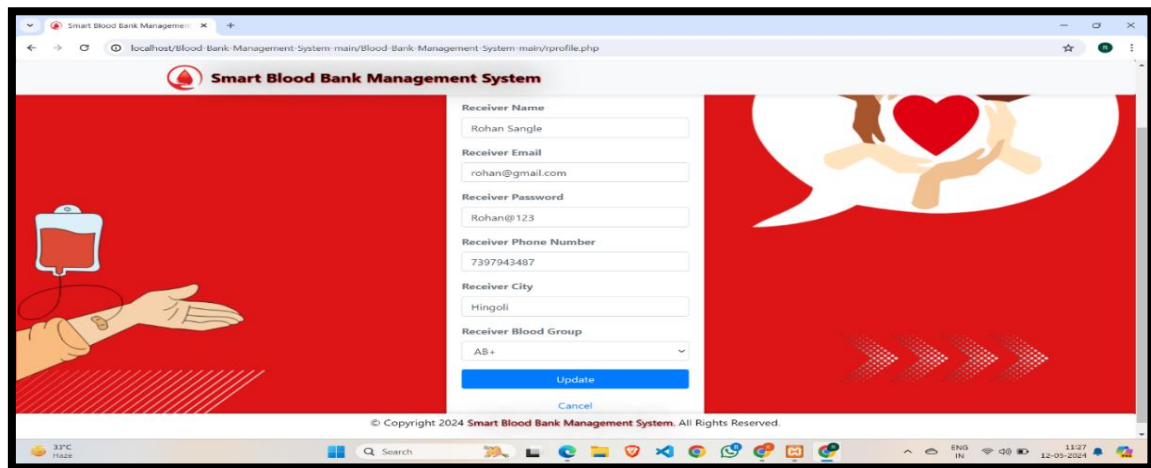 Smart Blood Bank Management
localhost/Blood-Bank-Management-System-main/Blood-Bank-Management-System-main/rprofile.php
Smart Blood Bank Management System
Receiver Name
Rohan Sangle
Receiver Email
rohan@gmail.com
Receiver Password
Rohan@123
Receiver Phone Number
7397943487
Receiver City
Hingoli
Receiver Blood Group
AB+
Update
Cancel
© Copyright 2024 Smart Blood Bank Management System. All Rights Reserved.
33°C
Haze
Search
ENG
IN
11:27
12-05-2024